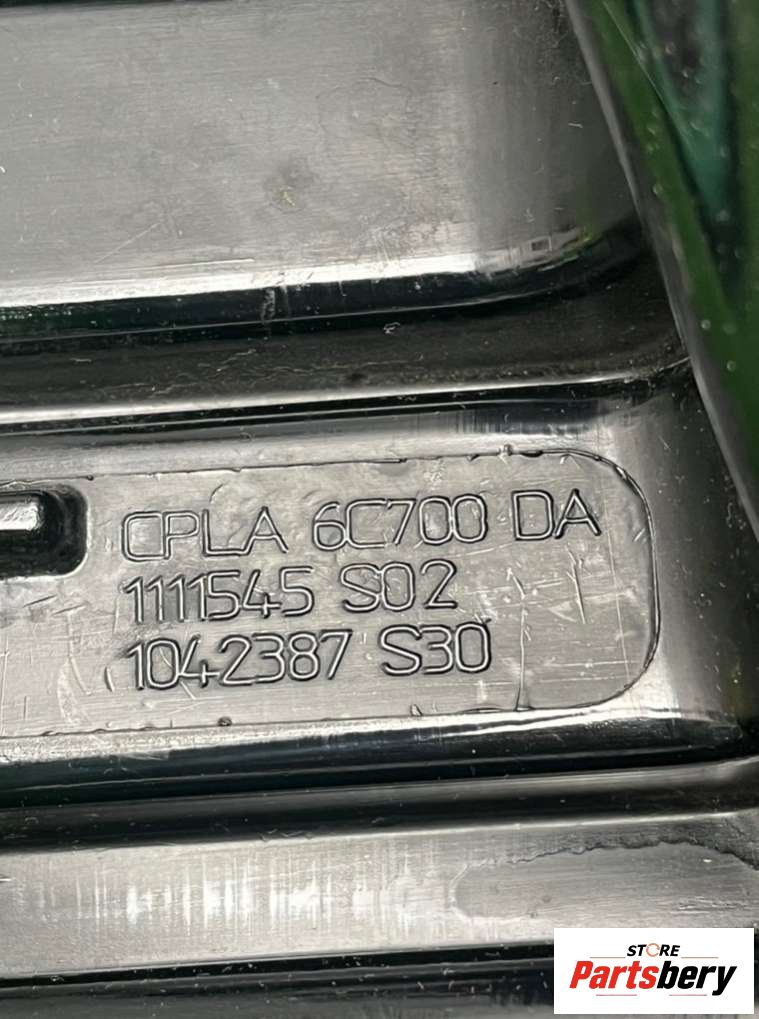 CPLA 6C700 DA
1111545 S02
1042387 S30
STORE
Partsbery